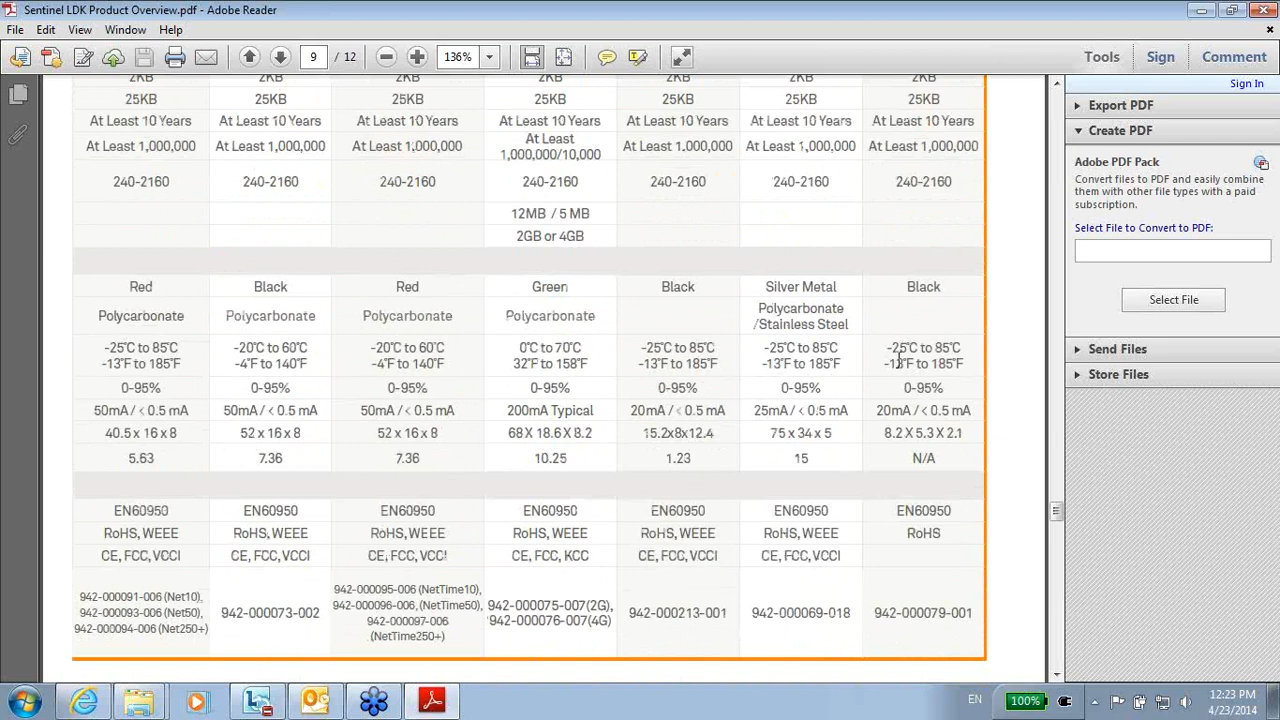 Sentinel LDK Product Overview.pdf - Adobe Reader
File Edit View Window Help
9 / 12 136% Tools Sign Comment
Sign In
Export PDF
Create PDF
Adobe PDF Pack
Convert files to PDF and easily combine
them with other file types with a paid
subscription.
Select File to Convert to PDF:
Select File
Send Files
Store Files
2KB 2KB 2KB 2KB 2KB 2KB 2KB
25KB 25KB 25KB 25KB 25KB 25KB 25KB
At Least 10 Years At Least 10 Years At Least 10 Years At Least 10 Years At Least 10 Years At Least 10 Years At Least 10 Years
At Least 1,000,000 At Least 1,000,000 At Least 1,000,000 At Least
1,000,000/10,000 At Least 1,000,000 At Least 1,000,000 At Least 1,000,000
240-2160 240-2160 240-2160 240-2160 240-2160 240-2160 240-2160
12MB / 5 MB
2GB or 4GB
Red Black Red Green Black Silver Metal Black
Polycarbonate Polycarbonate Polycarbonate Polycarbonate Polycarbonate
/Stainless Steel
-25°C to 85°C -20°C to 60°C -20°C to 60°C 0°C to 70°C -25°C to 85°C -25°C to 85°C -25°C to 85°C
-13°F to 185°F -4°F to 140°F -4°F to 140°F 32°F to 158°F -13°F to 185°F -13°F to 185°F -13°F to 185°F
0-95% 0-95% 0-95% 0-95% 0-95% 0-95% 0-95%
50mA / < 0.5 mA 50mA / < 0.5 mA 50mA / < 0.5 mA 200mA Typical 20mA / < 0.5 mA 25mA / < 0.5 mA 20mA / < 0.5 mA
40.5 x 16 x 8 52 x 16 x 8 52 x 16 x 8 68 X 18.6 X 8.2 15.2x8x12.4 75 x 34 x 5 8.2 X 5.3 X 2.1
5.63 7.36 7.36 10.25 1.23 15 N/A
EN60950 EN60950 EN60950 EN60950 EN60950 EN60950 EN60950
RoHS, WEEE RoHS, WEEE RoHS, WEEE RoHS, WEEE RoHS, WEEE RoHS, WEEE RoHS
CE, FCC, VCCI CE, FCC, VCCI CE, FCC, VCCI CE, FCC, KCC CE, FCC, VCCI CE, FCC, VCCI
942-000091-006 (Net10),
942-000093-006 (Net50),
942-000094-006 (Net250+)
942-000073-002
942-000095-006 (NetTime10),
942-000096-006, (NetTime50),
942-000097-006
(NetTime250+)
942-000075-007(2G),
942-000076-007(4G)
942-000213-001
942-000069-018
942-000079-001
EN 100% 12:23 PM
4/23/2014